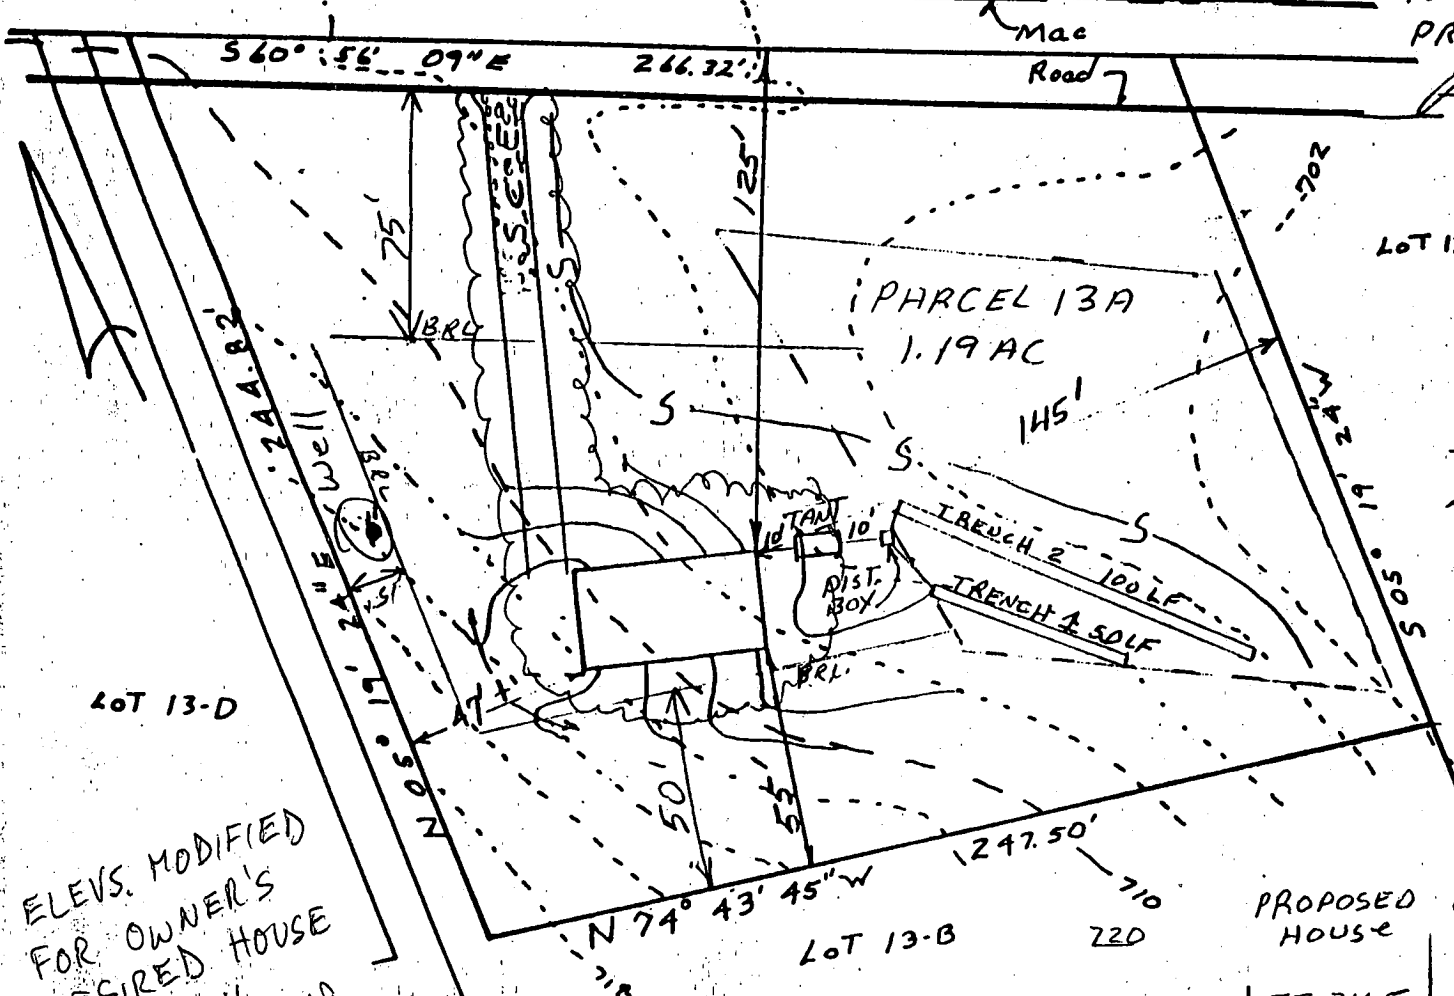 Mac
PR
S 60° 56' 09" E 266.32'
Road
S.C.E.
125'
702
75'
LOT 1
S
PARCEL 13A
1.19 AC
BRL
244.82'
145'
S
S
Well
BRL
S 05° 19' 24" W
TANK
10' 10'
TRENCH 2 100 LF
S
DIST.
BOX
TRENCH 1 50 LF
15'
N 05° 19' 24" E
BRL.
LOT 13-D
47'
50'
55'
247.50'
ELEVS. MODIFIED
FOR OWNER'S
DESIRED HOUSE
N 74° 43' 45" W
710
PROPOSED
HOUSE
LOT 13-B
220